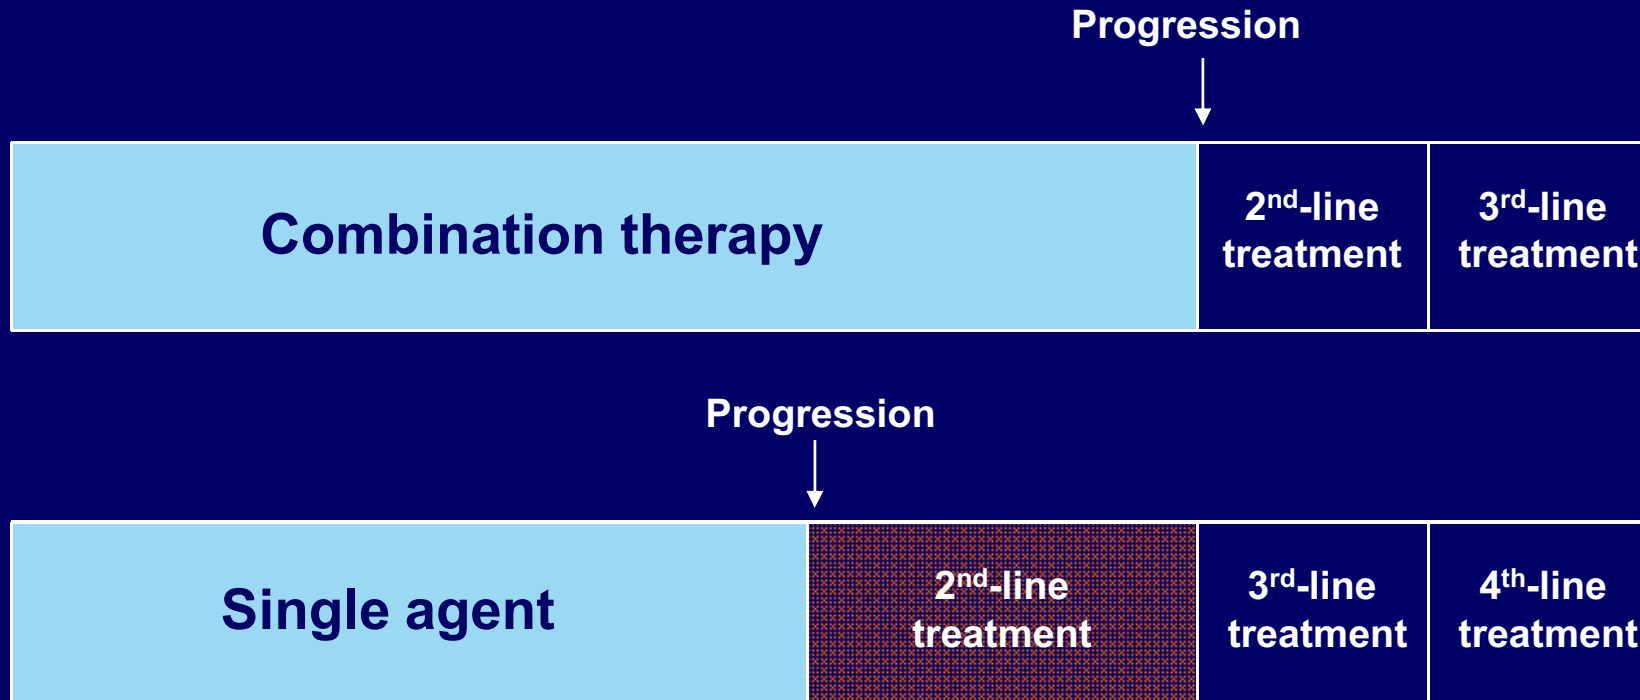 Progression
Combination therapy
2nd-line
treatment
3rd-line
treatment
Progression
Single agent
2nd-line
treatment
3rd-line
treatment
4th-line
treatment